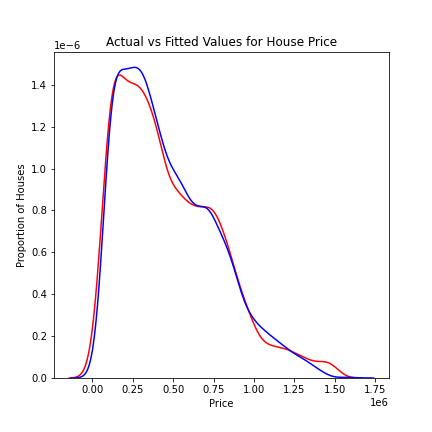 Actual vs Fitted Values for House Price
1e−6
1.4
1.2
1.0
0.8
0.6
0.4
0.2
0.0
Proportion of Houses
0.00 0.25 0.50 0.75 1.00 1.25 1.50 1.75
Price
1e6